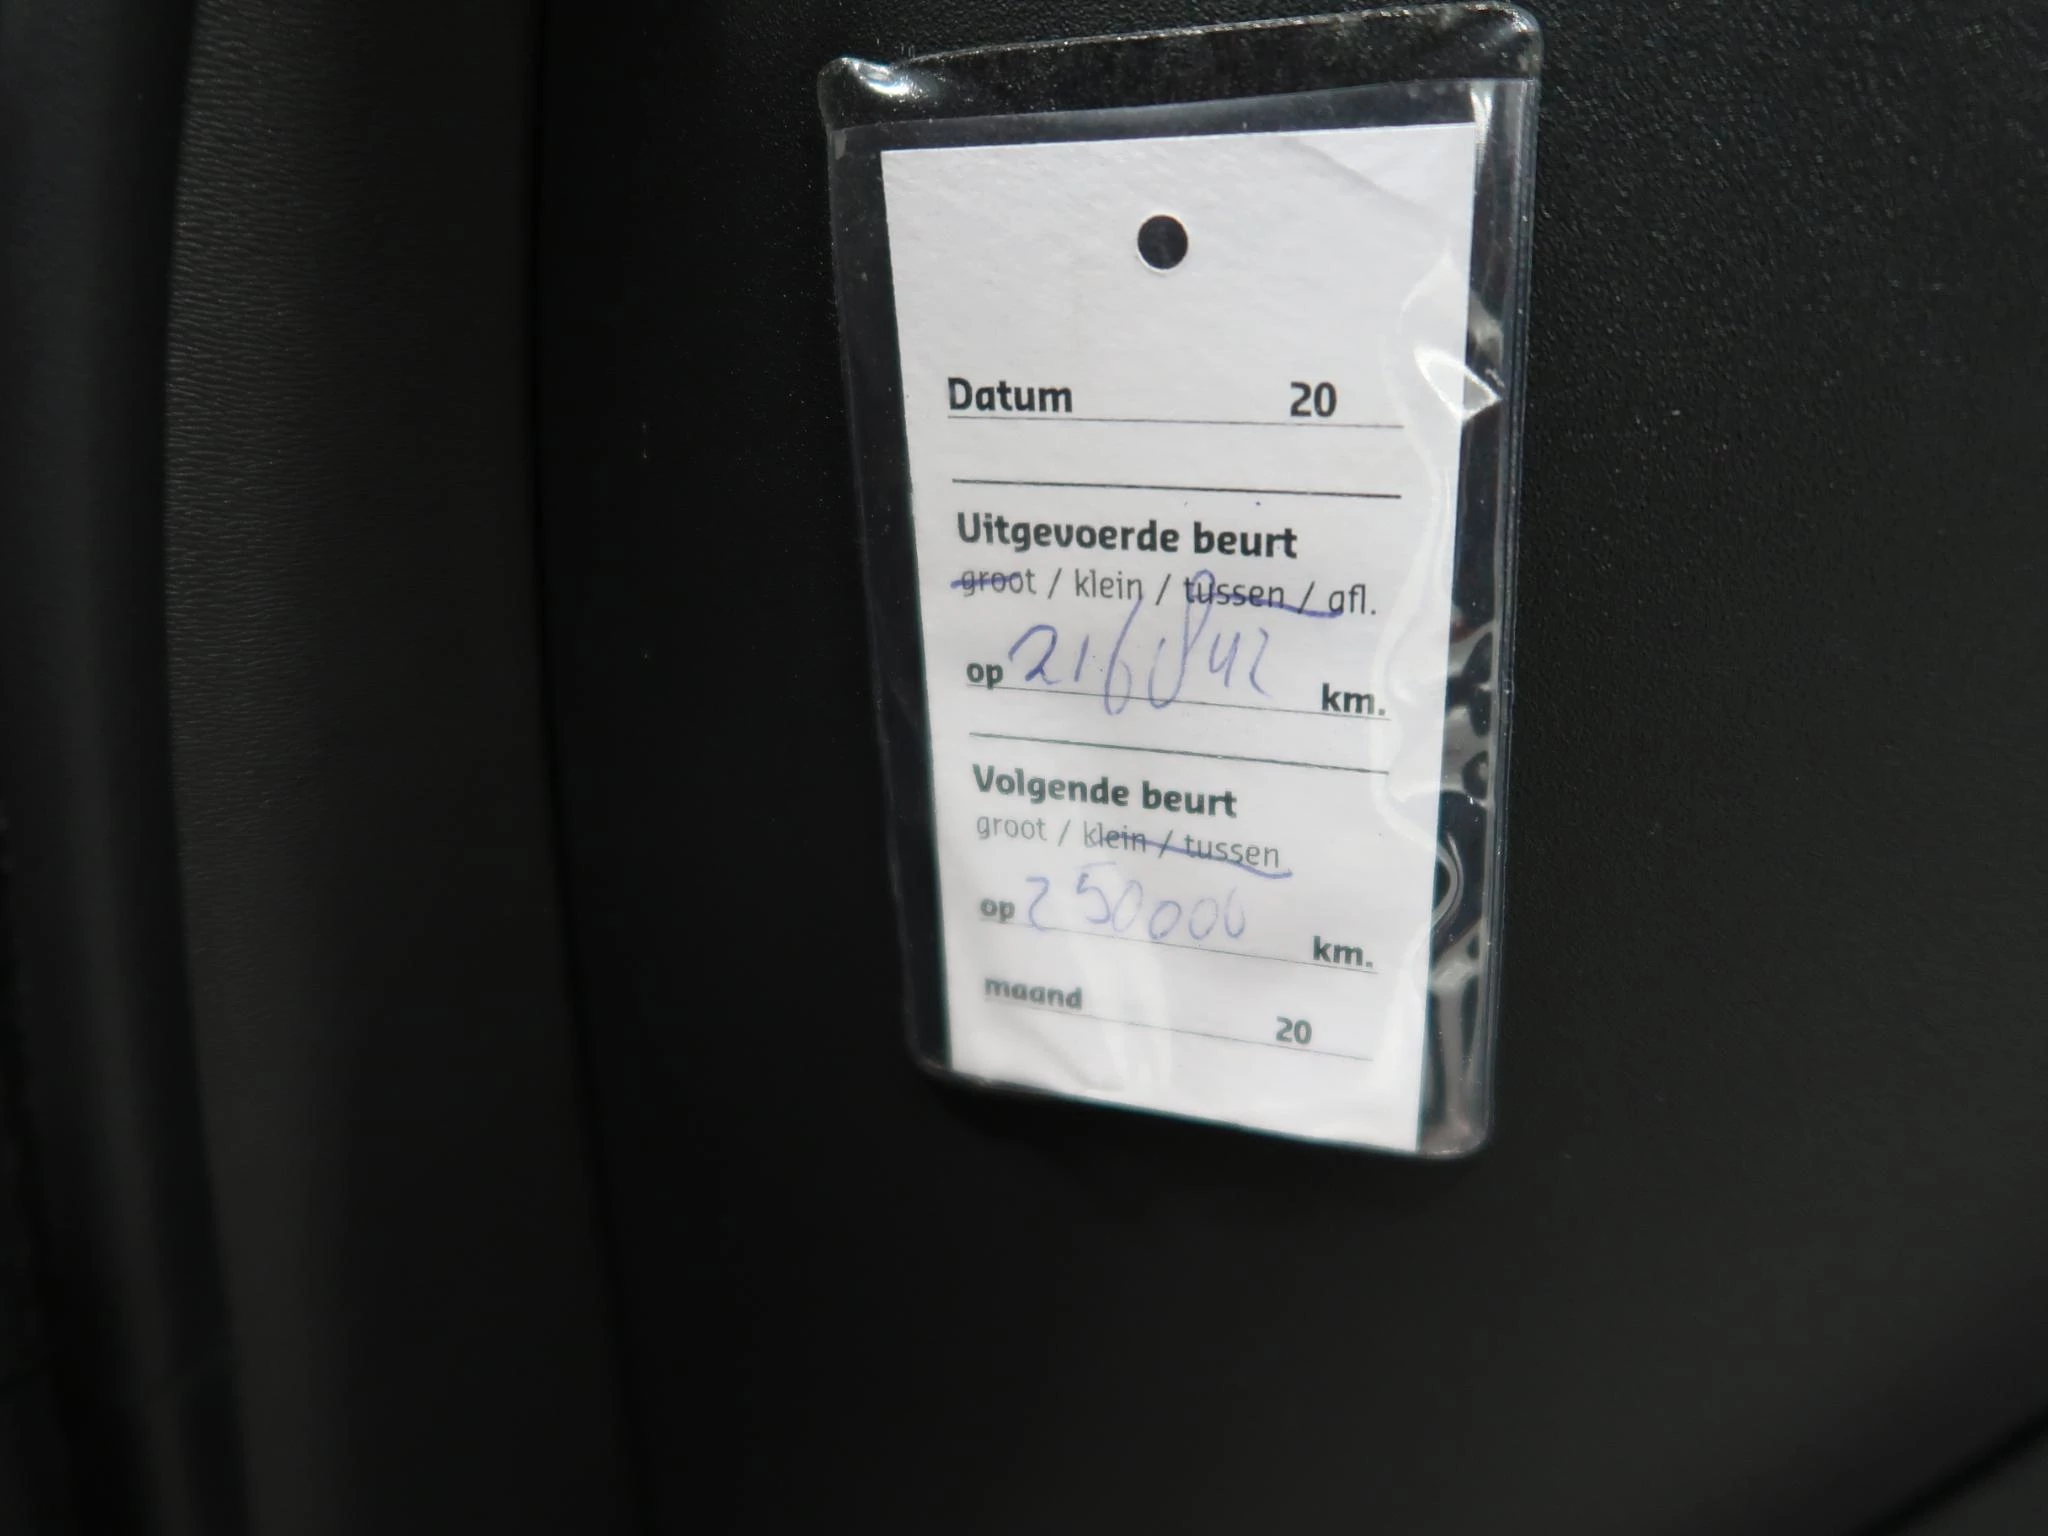 Datum 20
Uitgevoerde beurt
groot / klein / tussen / afl.
op 216842 km.
Volgende beurt
groot / klein / tussen
op 250000 km.
maand 20